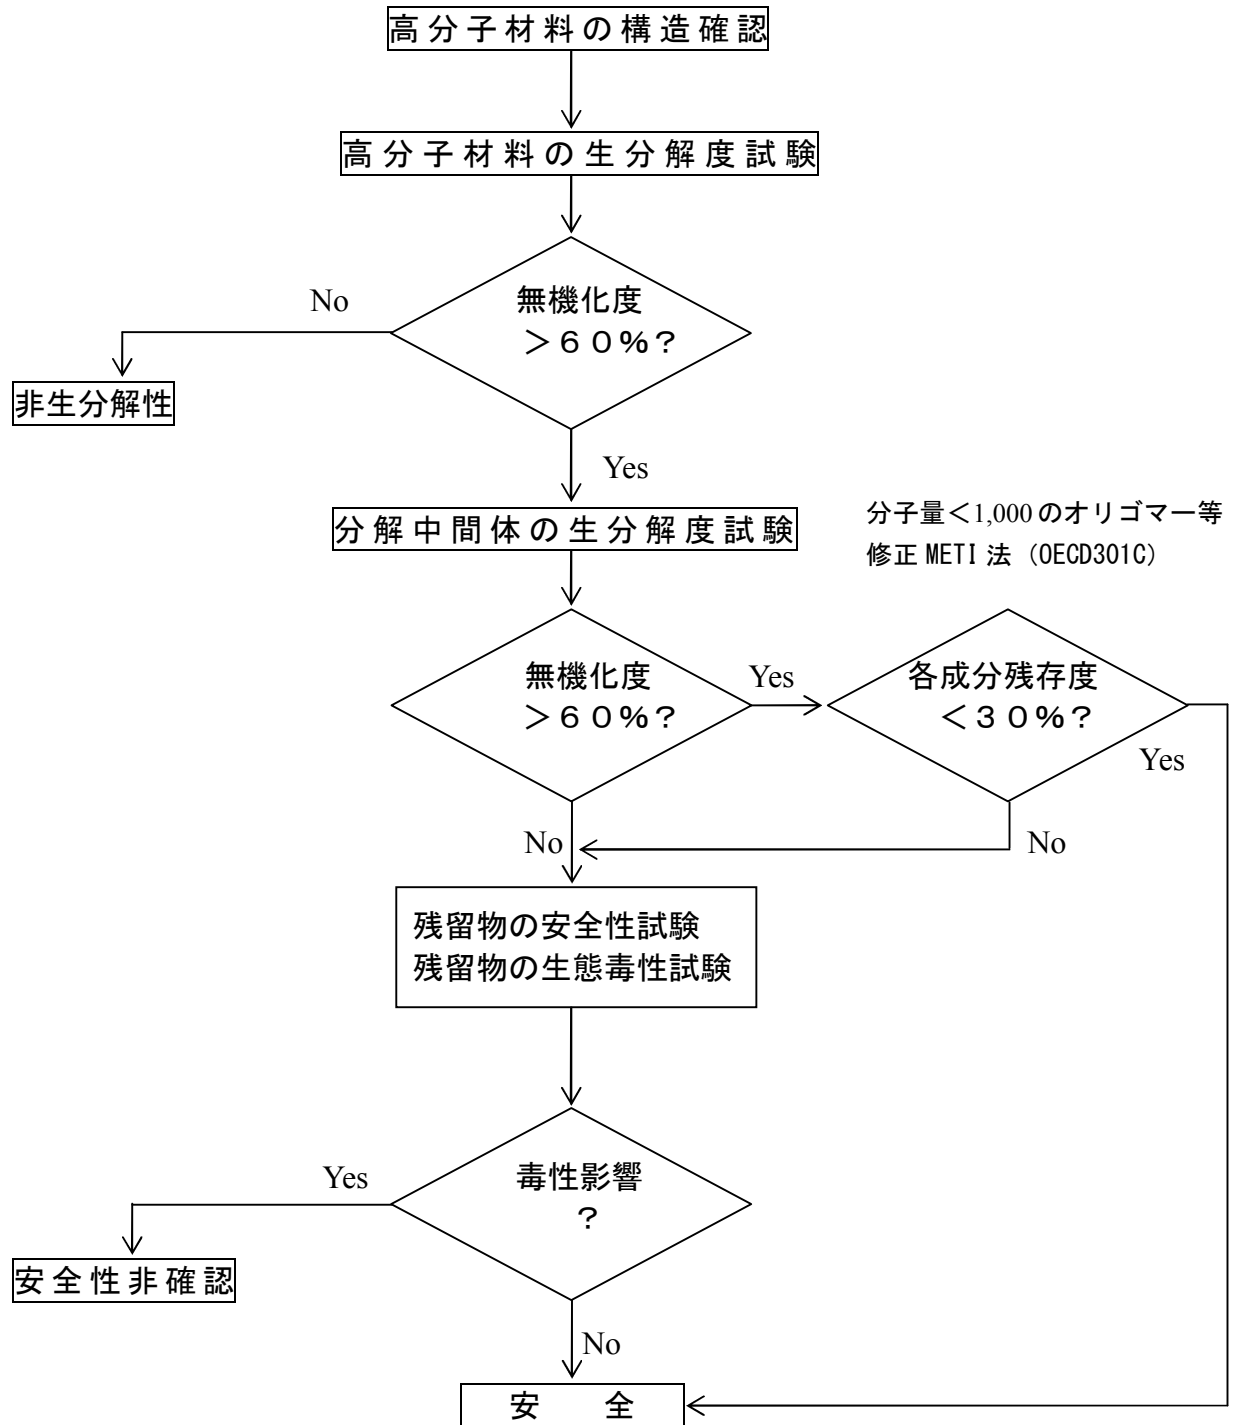 高分子材料の構造確認
高分子材料の生分解度試験
無機化度
＞６０％？
No
非生分解性
Yes
分解中間体の生分解度試験
分子量＜1,000のオリゴマー等
修正 METI 法（OECD301C）
無機化度
＞６０％？
Yes
各成分残存度
＜３０％？
Yes
No
No
残留物の安全性試験
残留物の生態毒性試験
毒性影響
？
Yes
安全性非確認
No
安　全